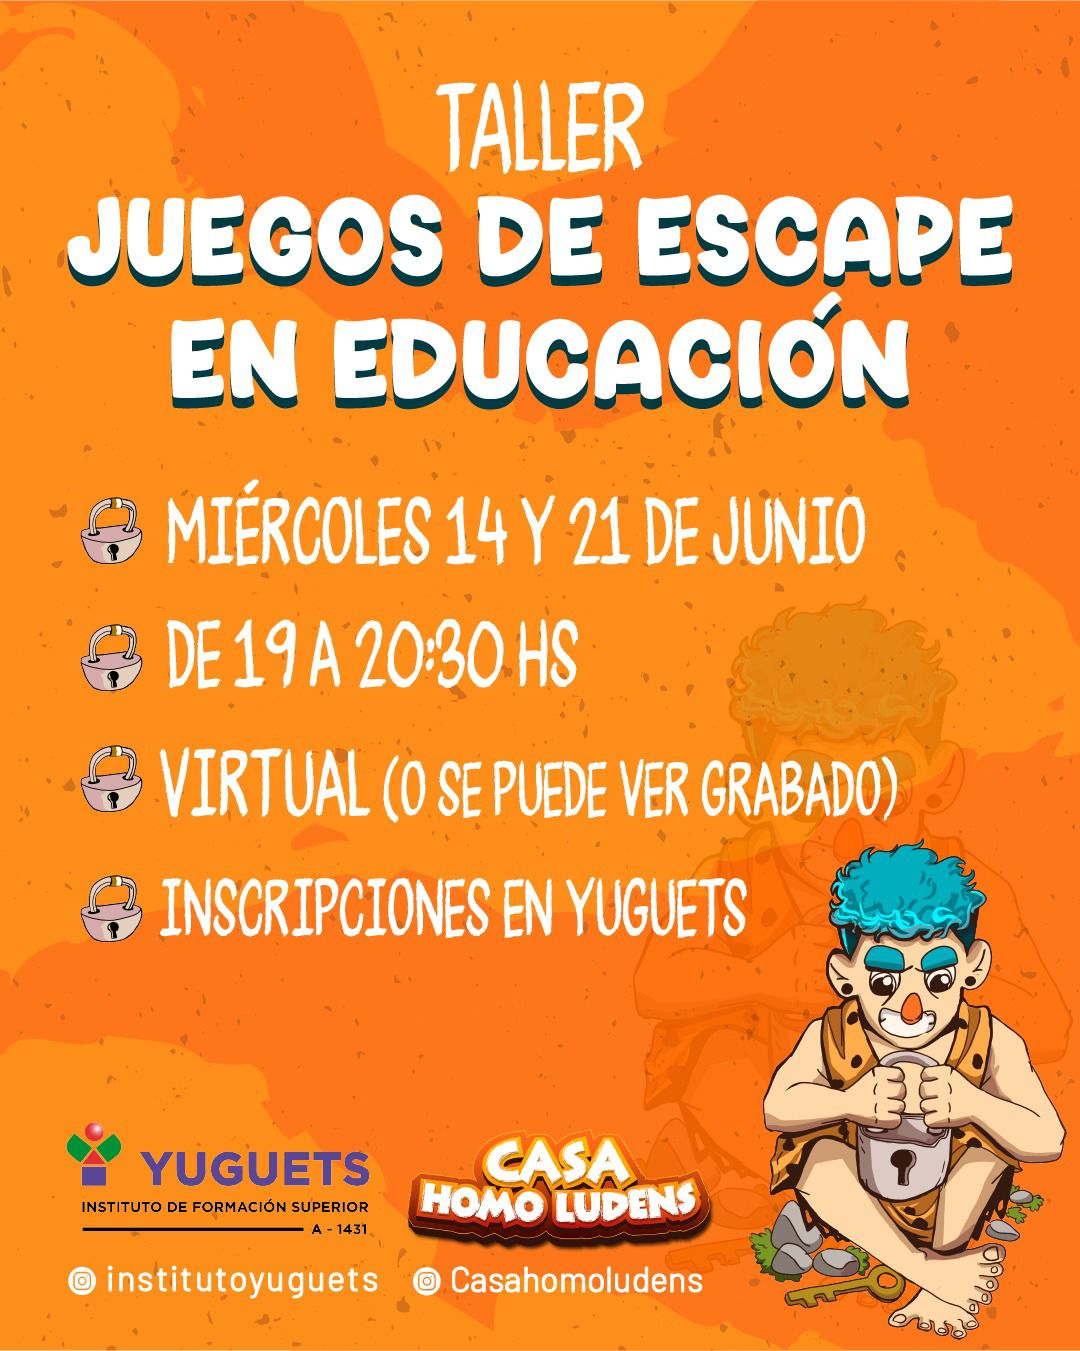 TALLER
JUEGOS DE ESCAPE
EN EDUCACIÓN
MIÉRCOLES 14 Y 21 DE JUNIO
DE 19 A 20:30 HS
VIRTUAL (O SE PUEDE VER GRABADO)
INSCRIPCIONES EN YUGUETS
YUGUETS
INSTITUTO DE FORMACIÓN SUPERIOR
A - 1431
CASA
HOMO LUDENS
institutoyuguets
Casahomoludens